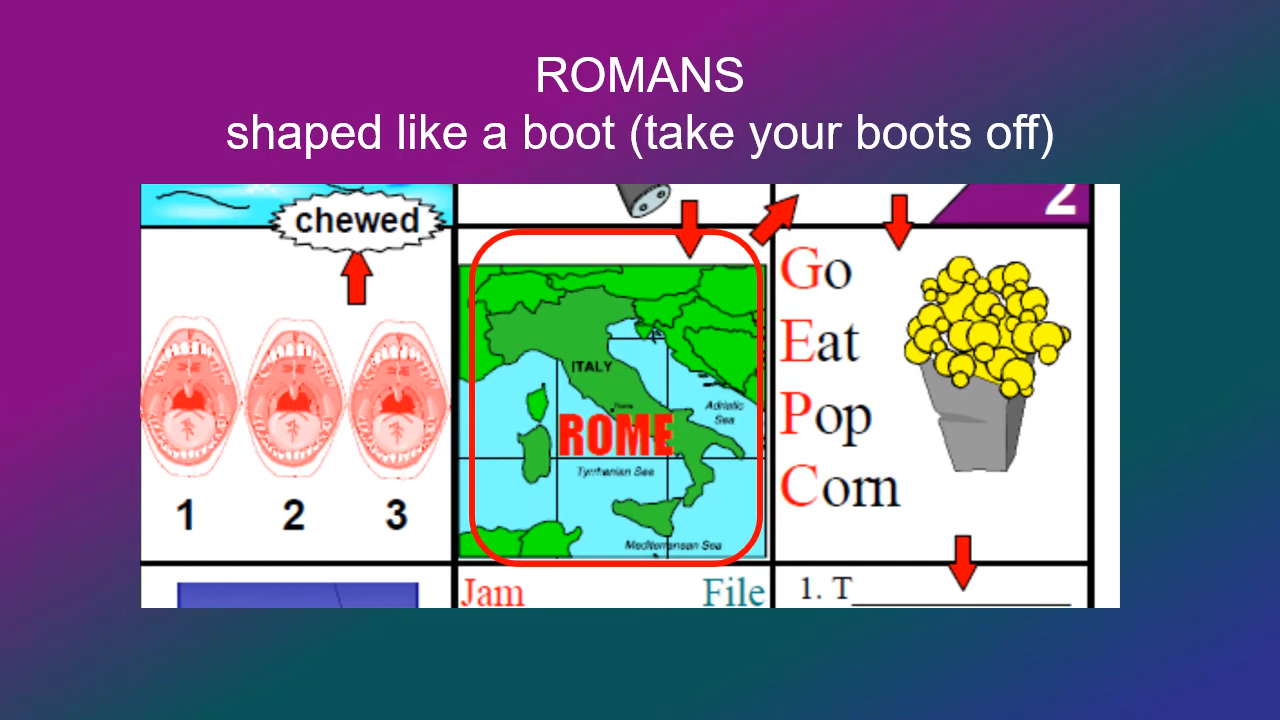 ROMANS
shaped like a boot (take your boots off)
2
chewed
Go
Eat
Pop
Corn
ITALY
Adriatic
Sea
ROME
Tyrrhenian Sea
Mediterranean Sea
1 2 3
Jam File
1. T